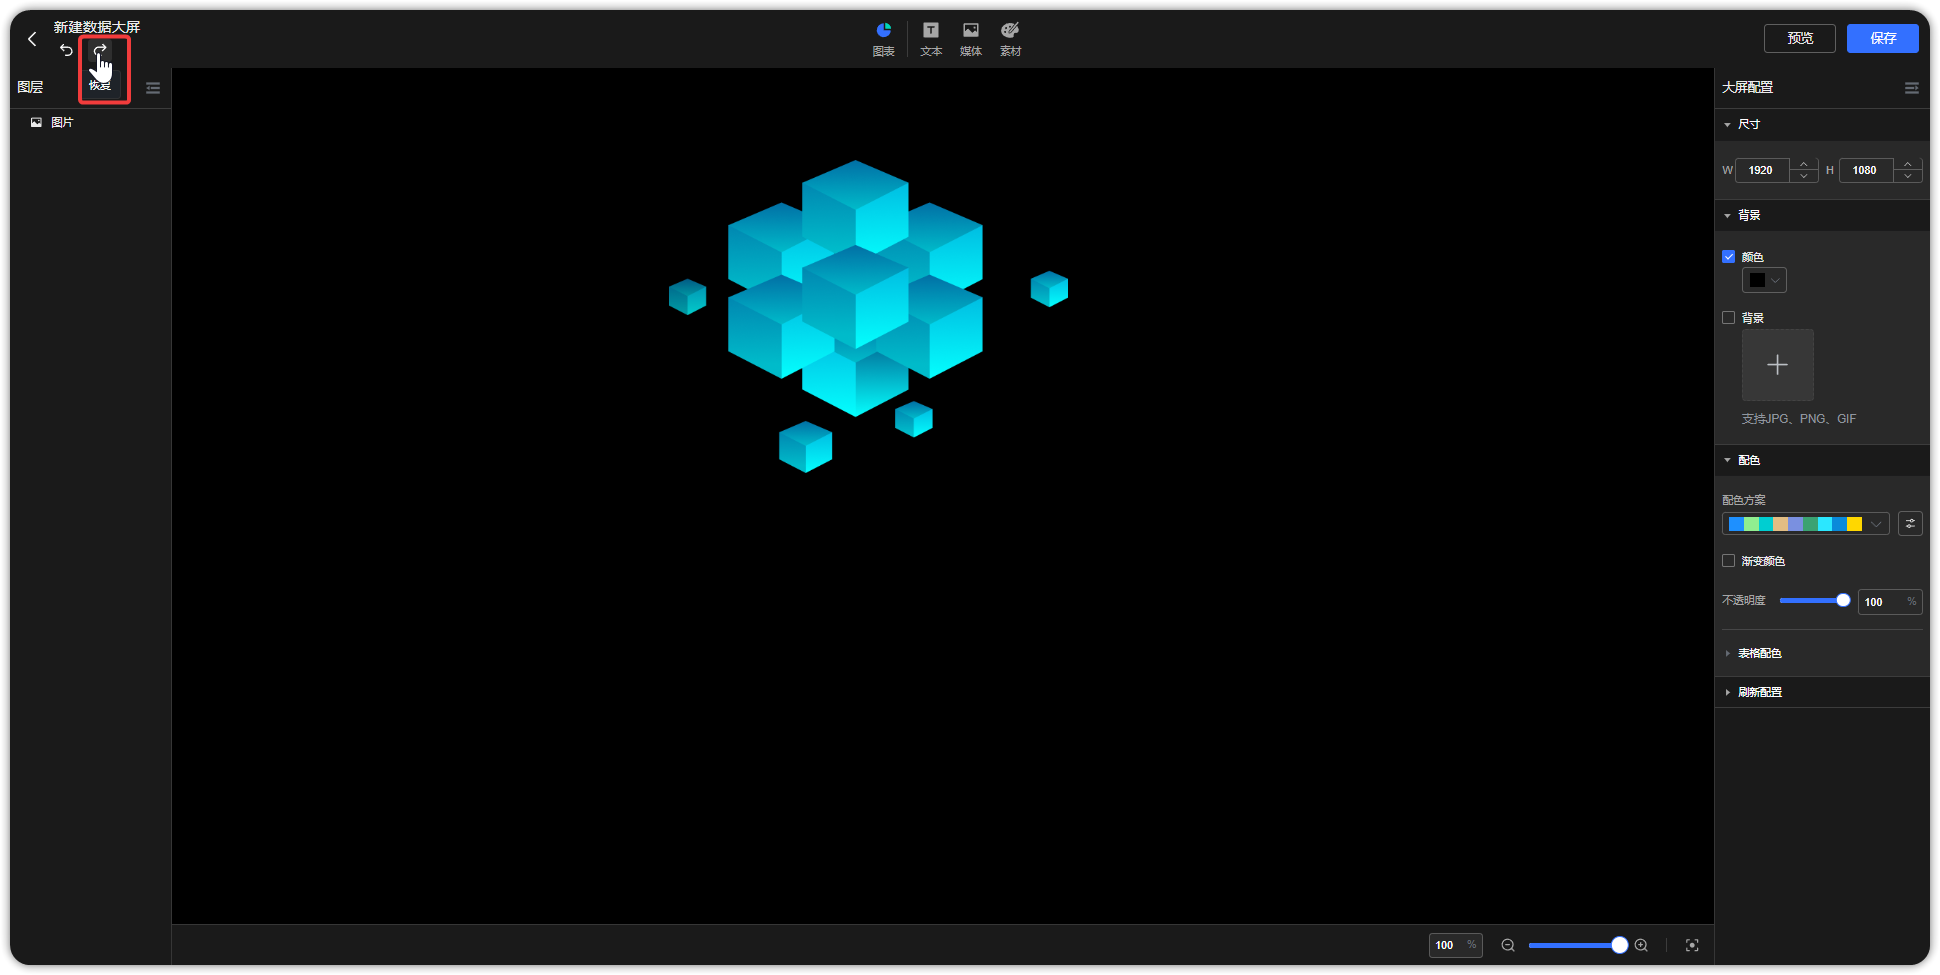 新建数据大屏
图表
文本
媒体
素材
预览
保存
恢复
图层
图片
大屏配置
尺寸
W 1920 H 1080
背景
颜色
背景
支持JPG、PNG、GIF
配色
配色方案
渐变颜色
不透明度 100 %
表格配色
刷新配置
100 %